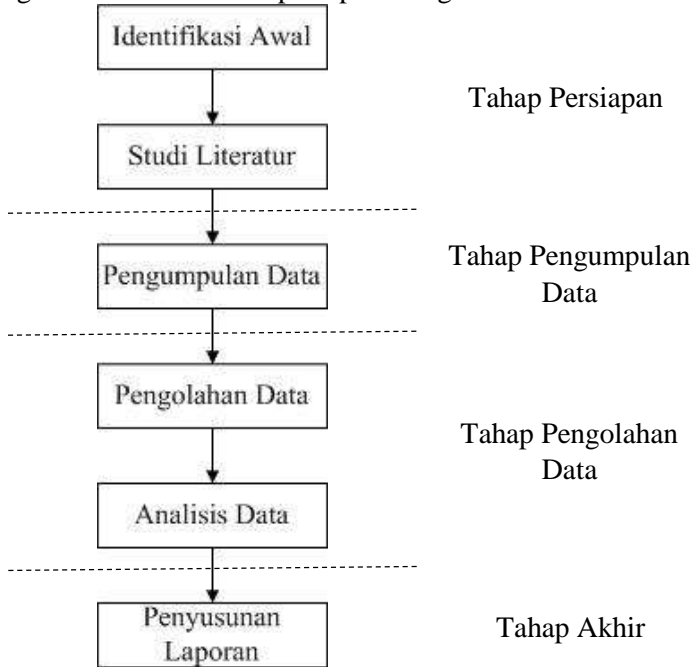 Identifikasi Awal
Tahap Persiapan
Studi Literatur
Pengumpulan Data
Tahap Pengumpulan
Data
Pengolahan Data
Tahap Pengolahan
Data
Analisis Data
Penyusunan
Laporan
Tahap Akhir